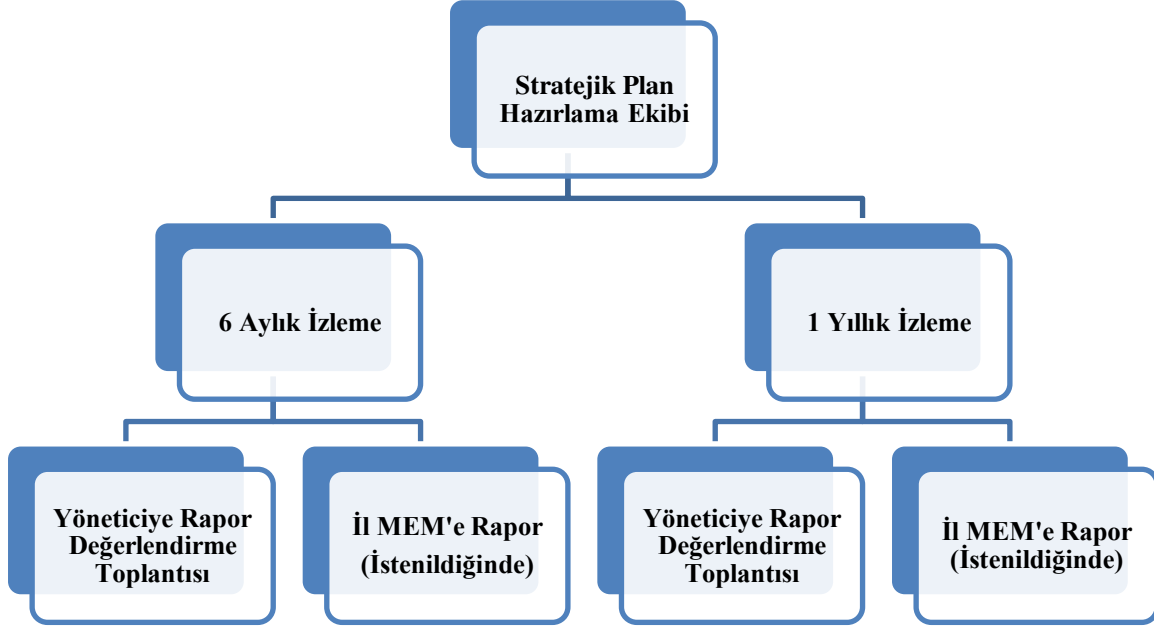 Stratejik Plan
Hazırlama Ekibi
6 Aylık İzleme
1 Yıllık İzleme
Yöneticiye Rapor
Değerlendirme
Toplantısı
İl MEM'e Rapor
(İstenildiğinde)
Yöneticiye Rapor
Değerlendirme
Toplantısı
İl MEM'e Rapor
(İstenildiğinde)